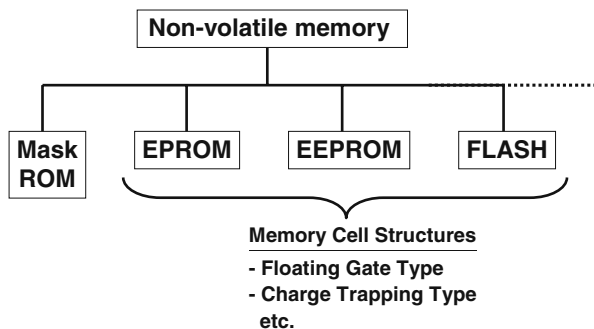 Non-volatile memory
Mask
ROM
EPROM
EEPROM
FLASH
Memory Cell Structures
- Floating Gate Type
- Charge Trapping Type
etc.